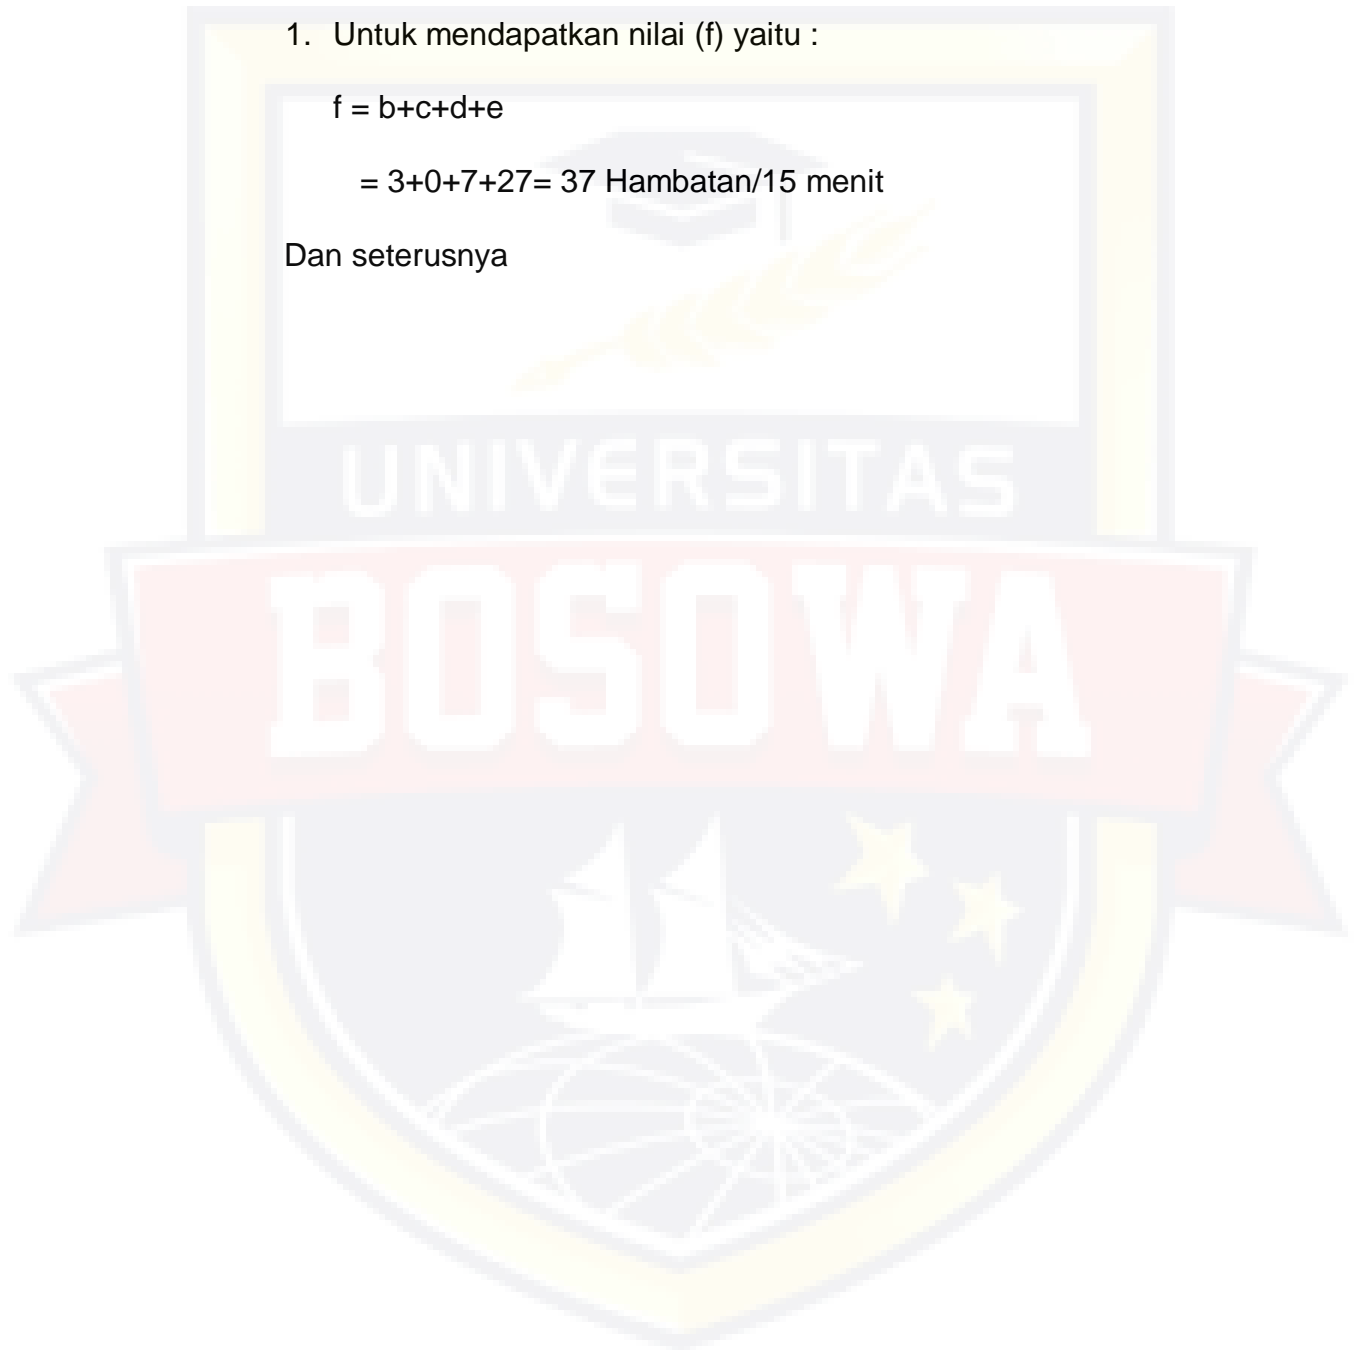 1. Untuk mendapatkan nilai (f) yaitu :
f = b+c+d+e
= 3+0+7+27= 37 Hambatan/15 menit
Dan seterusnya
UNIVERSITAS
BOSOWA